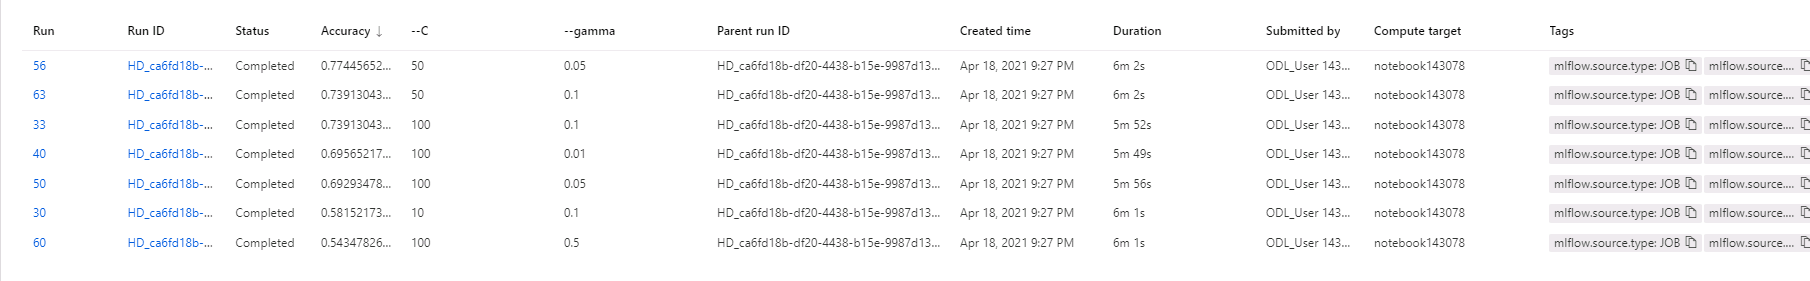 Run Run ID Status Accuracy ↓ --C --gamma Parent run ID Created time Duration Submitted by Compute target Tags
56 HD_ca6fd18b-... Completed 0.77445652... 50 0.05 HD_ca6fd18b-df20-4438-b15e-9987d13... Apr 18, 2021 9:27 PM 6m 2s ODL_User 143... notebook143078 mlflow.source.type: JOB mlflow.source....
63 HD_ca6fd18b-... Completed 0.73913043... 50 0.1 HD_ca6fd18b-df20-4438-b15e-9987d13... Apr 18, 2021 9:27 PM 6m 2s ODL_User 143... notebook143078 mlflow.source.type: JOB mlflow.source....
33 HD_ca6fd18b-... Completed 0.73913043... 100 0.1 HD_ca6fd18b-df20-4438-b15e-9987d13... Apr 18, 2021 9:27 PM 5m 52s ODL_User 143... notebook143078 mlflow.source.type: JOB mlflow.source....
40 HD_ca6fd18b-... Completed 0.69565217... 100 0.01 HD_ca6fd18b-df20-4438-b15e-9987d13... Apr 18, 2021 9:27 PM 5m 49s ODL_User 143... notebook143078 mlflow.source.type: JOB mlflow.source....
50 HD_ca6fd18b-... Completed 0.69293478... 100 0.05 HD_ca6fd18b-df20-4438-b15e-9987d13... Apr 18, 2021 9:27 PM 5m 56s ODL_User 143... notebook143078 mlflow.source.type: JOB mlflow.source....
30 HD_ca6fd18b-... Completed 0.58152173... 10 0.1 HD_ca6fd18b-df20-4438-b15e-9987d13... Apr 18, 2021 9:27 PM 6m 1s ODL_User 143... notebook143078 mlflow.source.type: JOB mlflow.source....
60 HD_ca6fd18b-... Completed 0.54347826... 100 0.5 HD_ca6fd18b-df20-4438-b15e-9987d13... Apr 18, 2021 9:27 PM 6m 1s ODL_User 143... notebook143078 mlflow.source.type: JOB mlflow.source....